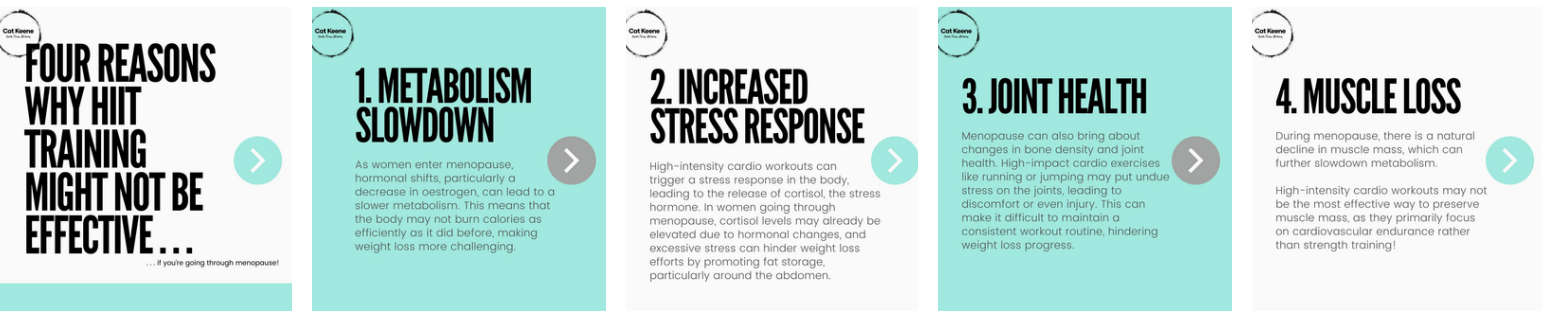 Cat Keene
FOUR REASONS
WHY HIIT
TRAINING
MIGHT NOT BE
EFFECTIVE...
... if you're going through menopause!
Cat Keene
1. METABOLISM
SLOWDOWN
As women enter menopause,
hormonal shifts, particularly a
decrease in oestrogen, can lead to a
slower metabolism. This means that
the body may not burn calories as
efficiently as it did before, making
weight loss more challenging.
Cat Keene
2. INCREASED
STRESS RESPONSE
High-intensity cardio workouts can
trigger a stress response in the body,
leading to the release of cortisol, the stress
hormone. In women going through
menopause, cortisol levels may already be
elevated due to hormonal changes, and
excessive stress can hinder weight loss
efforts by promoting fat storage,
particularly around the abdomen.
Cat Keene
3. JOINT HEALTH
Menopause can also bring about
changes in bone density and joint
health. High-impact cardio exercises
like running or jumping may put undue
stress on the joints, leading to
discomfort or even injury. This can
make it difficult to maintain a
consistent workout routine, hindering
weight loss progress.
Cat Keene
4. MUSCLE LOSS
During menopause, there is a natural
decline in muscle mass, which can
further slowdown metabolism.
High-intensity cardio workouts may not
be the most effective way to preserve
muscle mass, as they primarily focus
on cardiovascular endurance rather
than strength training!